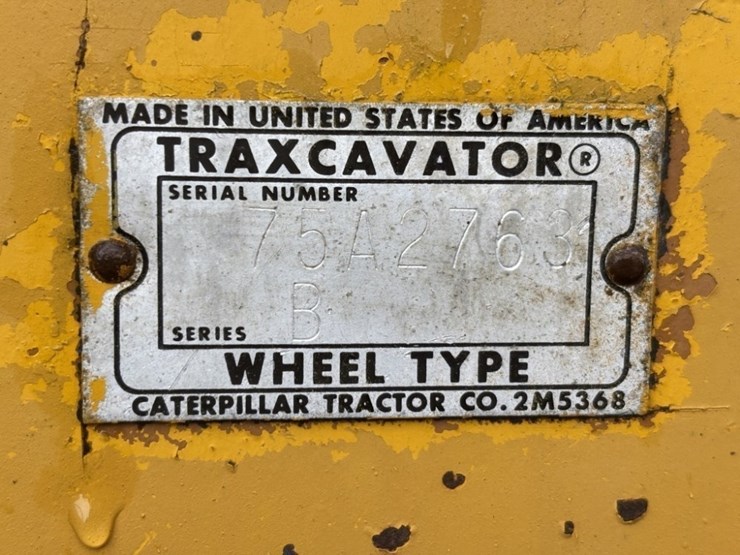 MADE IN UNITED STATES OF AMERICA
TRAXCAVATOR®
SERIAL NUMBER
75A2763
B
SERIES
WHEEL TYPE
CATERPILLAR TRACTOR CO. 2M5368